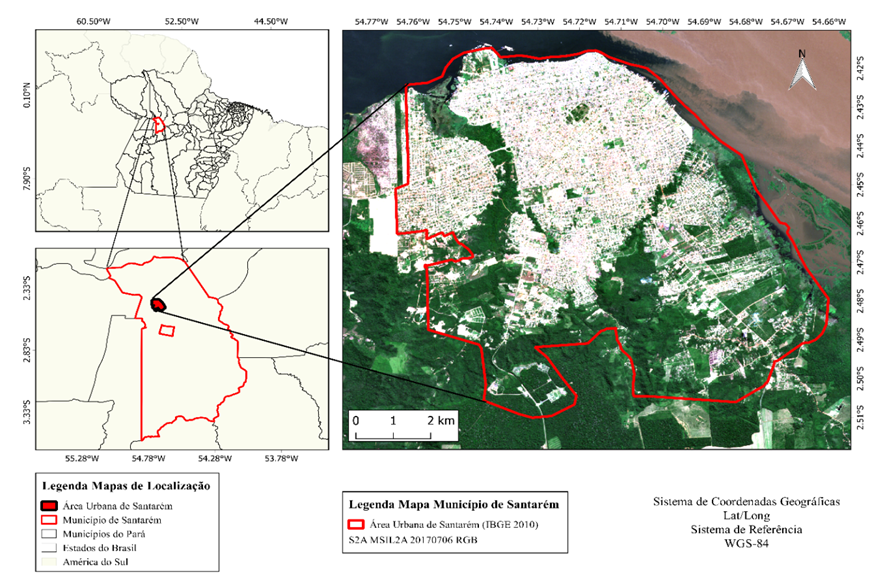 60.50°W 52.50°W 44.50°W
6.10°N
7.90°S
54.77°W 54.76°W 54.75°W 54.74°W 54.73°W 54.72°W 54.71°W 54.70°W 54.69°W 54.68°W 54.67°W 54.66°W
N
2.42°S
2.43°S
2.44°S
2.45°S
2.46°S
2.47°S
2.48°S
2.49°S
2.50°S
2.51°S
0 1 2 km
2.33°S
2.83°S
3.33°S
55.28°W 54.78°W 54.28°W 53.78°W
Legenda Mapas de Localização
Área Urbana de Santarém
Município de Santarém
Municípios do Pará
Estados do Brasil
América do Sul
Legenda Mapa Município de Santarém
Área Urbana de Santarém (IBGE 2010)
S2A MSIL2A 20170706 RGB
Sistema de Coordenadas Geográficas
Lat/Long
Sistema de Referência
WGS-84